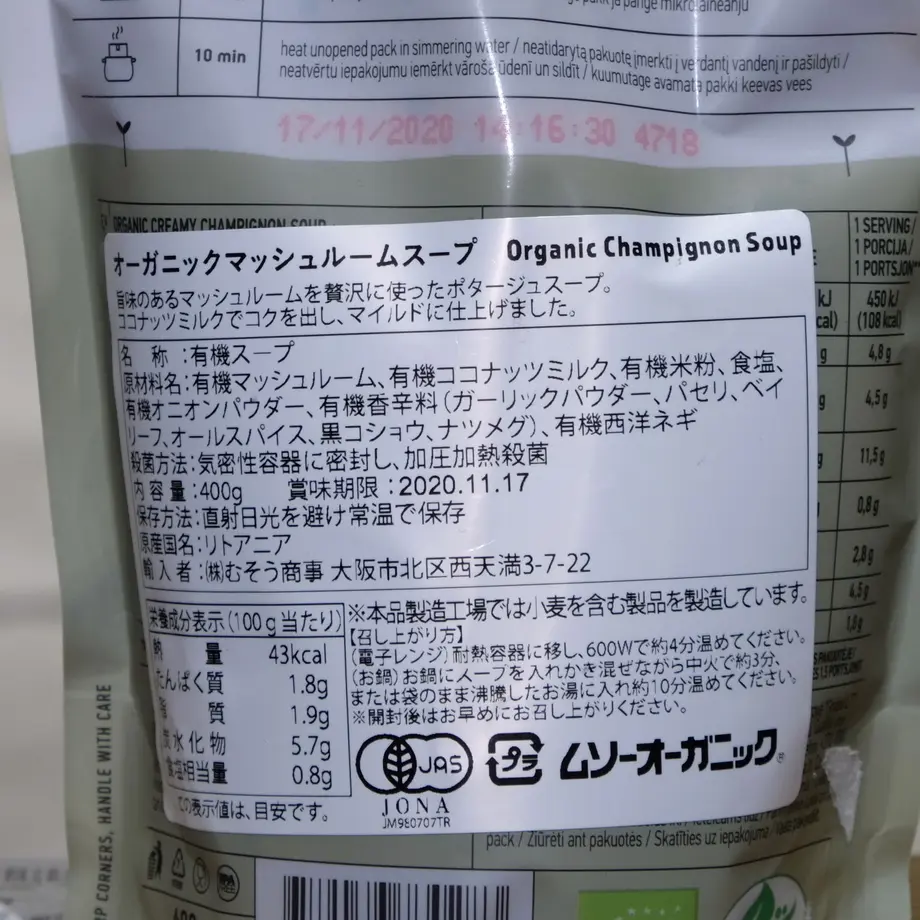 10 min
heat unopened pack in simmering water / neatidarytą pakuotę įmerkti į verdantį vandenį ir pašildyti /
neatvērtu iepakojumu iemērkt vārošā ūdenī un sildīt / kuumutage avamata pakki keevas vees
17/11/2020 14:16:30 4718
ORGANIC CREAMY CHAMPIGNON SOUP
1 SERVING/
1 PORCIJA/
1 PORTSJON**
オーガニックマッシュルームスープ Organic Champignon Soup
旨味のあるマッシュルームを贅沢に使ったポタージュスープ。
ココナッツミルクでコクを出し、マイルドに仕上げました。
名 称:有機スープ
原材料名:有機マッシュルーム、有機ココナッツミルク、有機米粉、食塩、
有機オニオンパウダー、有機香辛料(ガーリックパウダー、パセリ、ベイ
リーフ、オールスパイス、黒コショウ、ナツメグ)、有機西洋ネギ
殺菌方法:気密性容器に密封し、加圧加熱殺菌
内容量:400g 賞味期限:2020.11.17
保存方法:直射日光を避け常温で保存
原産国名:リトアニア
輸入者:(株)むそう商事 大阪市北区西天満3-7-22
kJ 450 kJ
cal) (108 kcal)
g 4,8g
g 4,5g
g 11,5g
0,8g
2,8g
4,5g
1,8g
栄養成分表示(100g当たり)
熱 量 43kcal
たんぱく質 1.8g
脂 質 1.9g
炭水化物 5.7g
食塩相当量 0.8g
この表示値は、目安です。
※本品製造工場では小麦を含む製品を製造しています。
【召し上がり方】
(電子レンジ)耐熱容器に移し、600Wで約4分温めてください。
(お鍋)お鍋にスープを入れかき混ぜながら中火で約3分、
または袋のまま沸騰したお湯に入れ約10分温めてください。
※開封後はお早めにお召し上がりください。
JAS
JONA
JM980707TR
プラ
ムソーオーガニック®
CORNERS, HANDLE WITH CARE
pack / Žiūrėti ant pakuotės / Skatīties uz iepakojuma